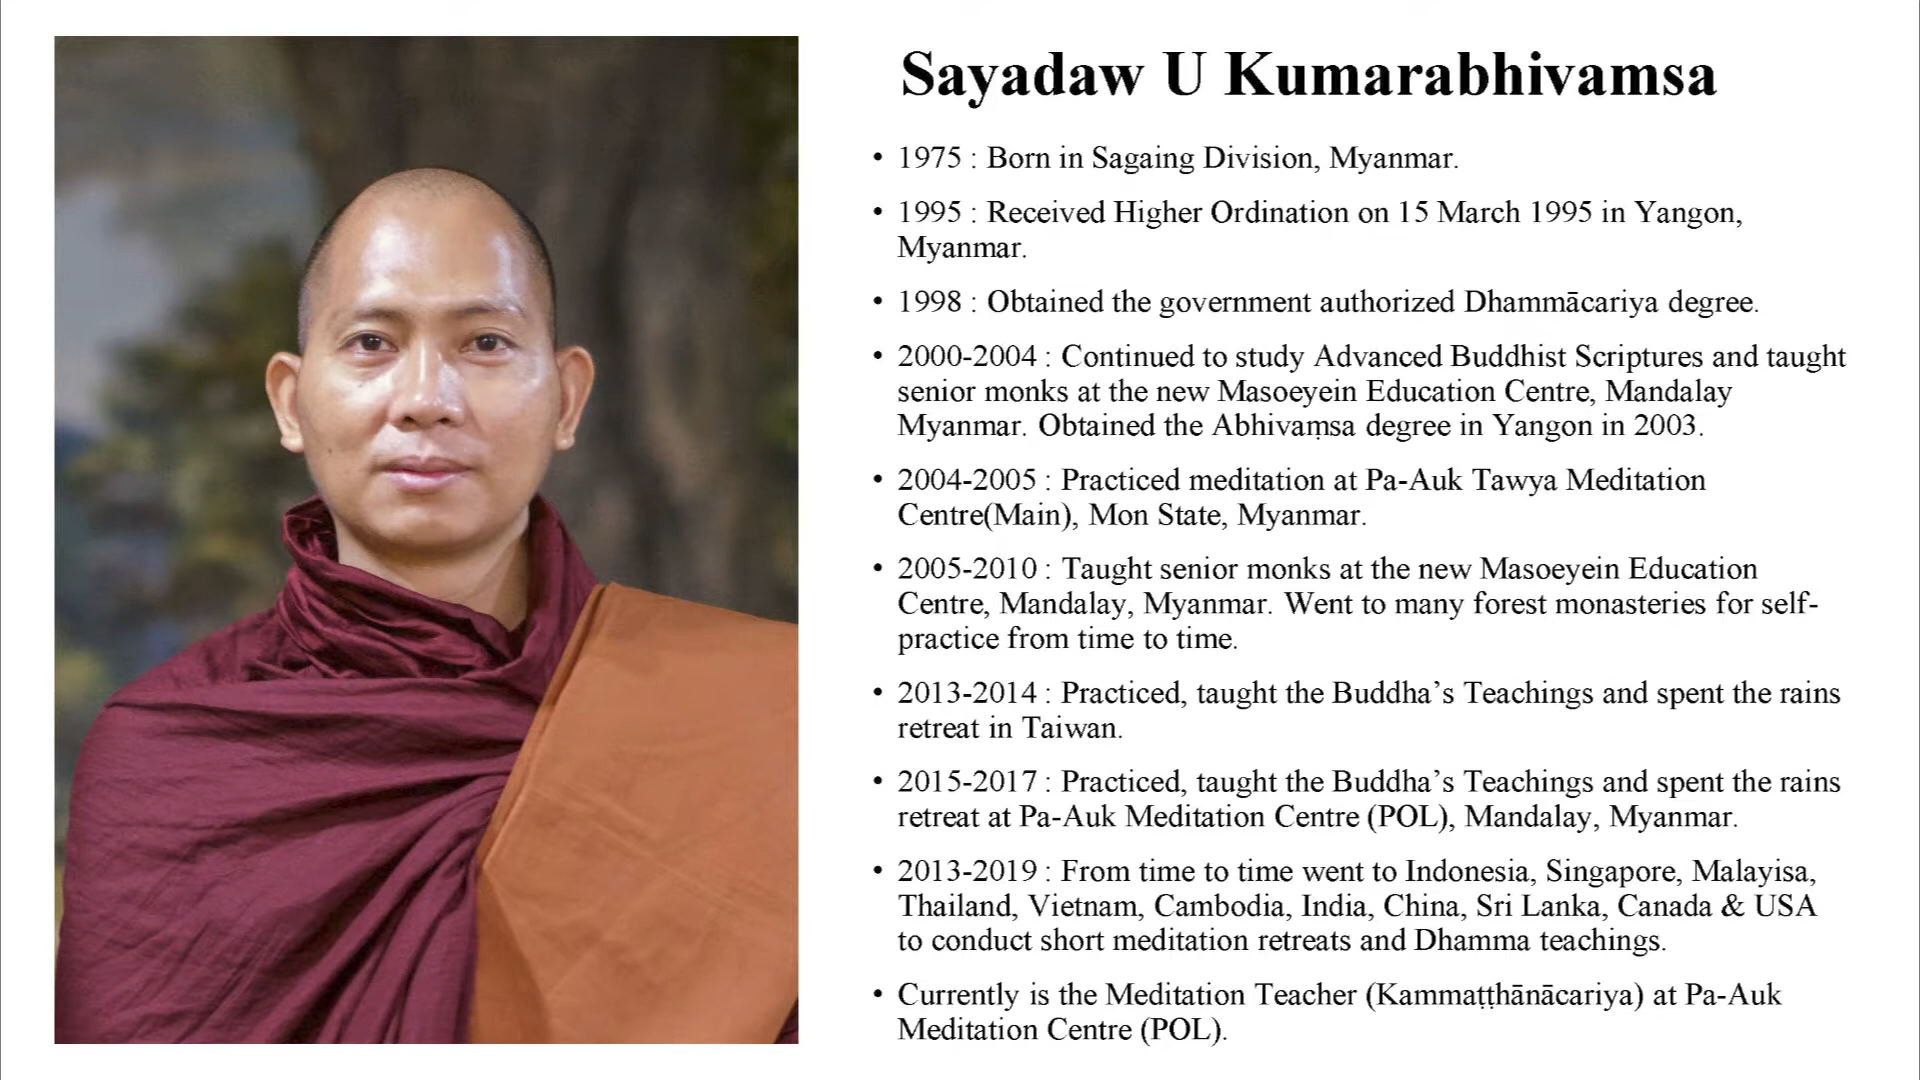 Sayadaw U Kumarabhivamsa
• 1975 : Born in Sagaing Division, Myanmar.
• 1995 : Received Higher Ordination on 15 March 1995 in Yangon,
Myanmar.
• 1998 : Obtained the government authorized Dhammācariya degree.
• 2000-2004 : Continued to study Advanced Buddhist Scriptures and taught
senior monks at the new Masoeyein Education Centre, Mandalay
Myanmar. Obtained the Abhivaṃsa degree in Yangon in 2003.
• 2004-2005 : Practiced meditation at Pa-Auk Tawya Meditation
Centre(Main), Mon State, Myanmar.
• 2005-2010 : Taught senior monks at the new Masoeyein Education
Centre, Mandalay, Myanmar. Went to many forest monasteries for self-
practice from time to time.
• 2013-2014 : Practiced, taught the Buddha’s Teachings and spent the rains
retreat in Taiwan.
• 2015-2017 : Practiced, taught the Buddha’s Teachings and spent the rains
retreat at Pa-Auk Meditation Centre (POL), Mandalay, Myanmar.
• 2013-2019 : From time to time went to Indonesia, Singapore, Malayisa,
Thailand, Vietnam, Cambodia, India, China, Sri Lanka, Canada & USA
to conduct short meditation retreats and Dhamma teachings.
• Currently is the Meditation Teacher (Kammaṭṭhānācariya) at Pa-Auk
Meditation Centre (POL).